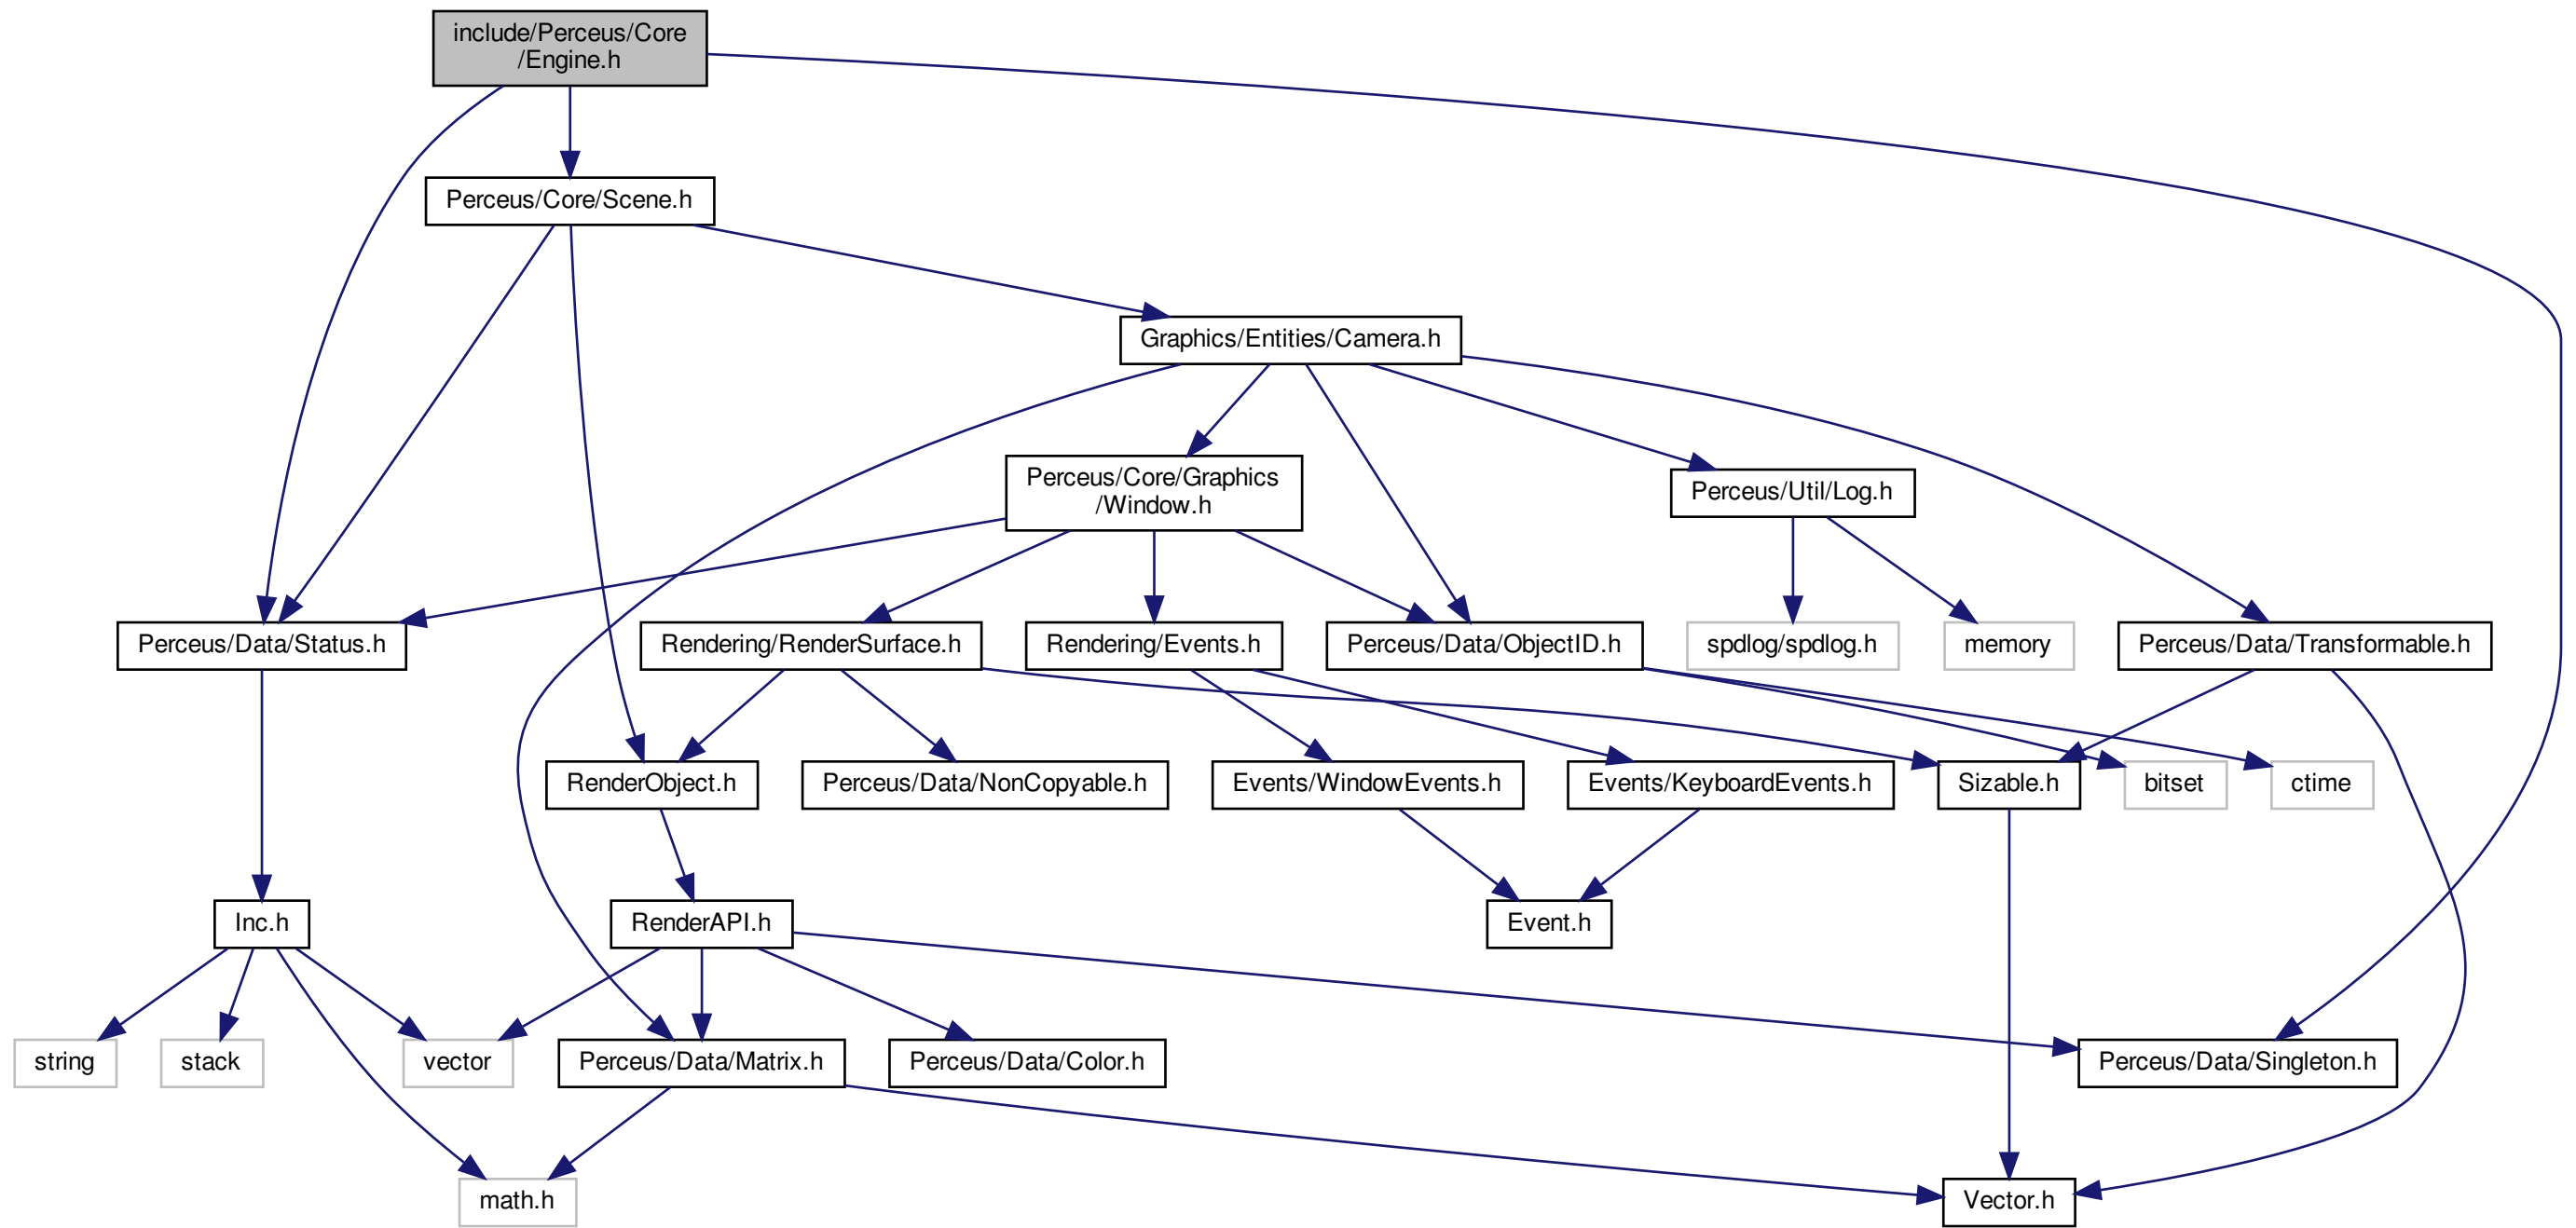 include/Perceus/Core
/Engine.h
Perceus/Core/Scene.h
Graphics/Entities/Camera.h
Perceus/Core/Graphics
/Window.h
Perceus/Util/Log.h
Perceus/Data/Status.h
Rendering/RenderSurface.h
Rendering/Events.h
Perceus/Data/ObjectID.h
spdlog/spdlog.h
memory
Perceus/Data/Transformable.h
RenderObject.h
Perceus/Data/NonCopyable.h
Events/WindowEvents.h
Events/KeyboardEvents.h
Sizable.h
bitset
ctime
Inc.h
RenderAPI.h
Event.h
string
stack
vector
Perceus/Data/Matrix.h
Perceus/Data/Color.h
Perceus/Data/Singleton.h
math.h
Vector.h